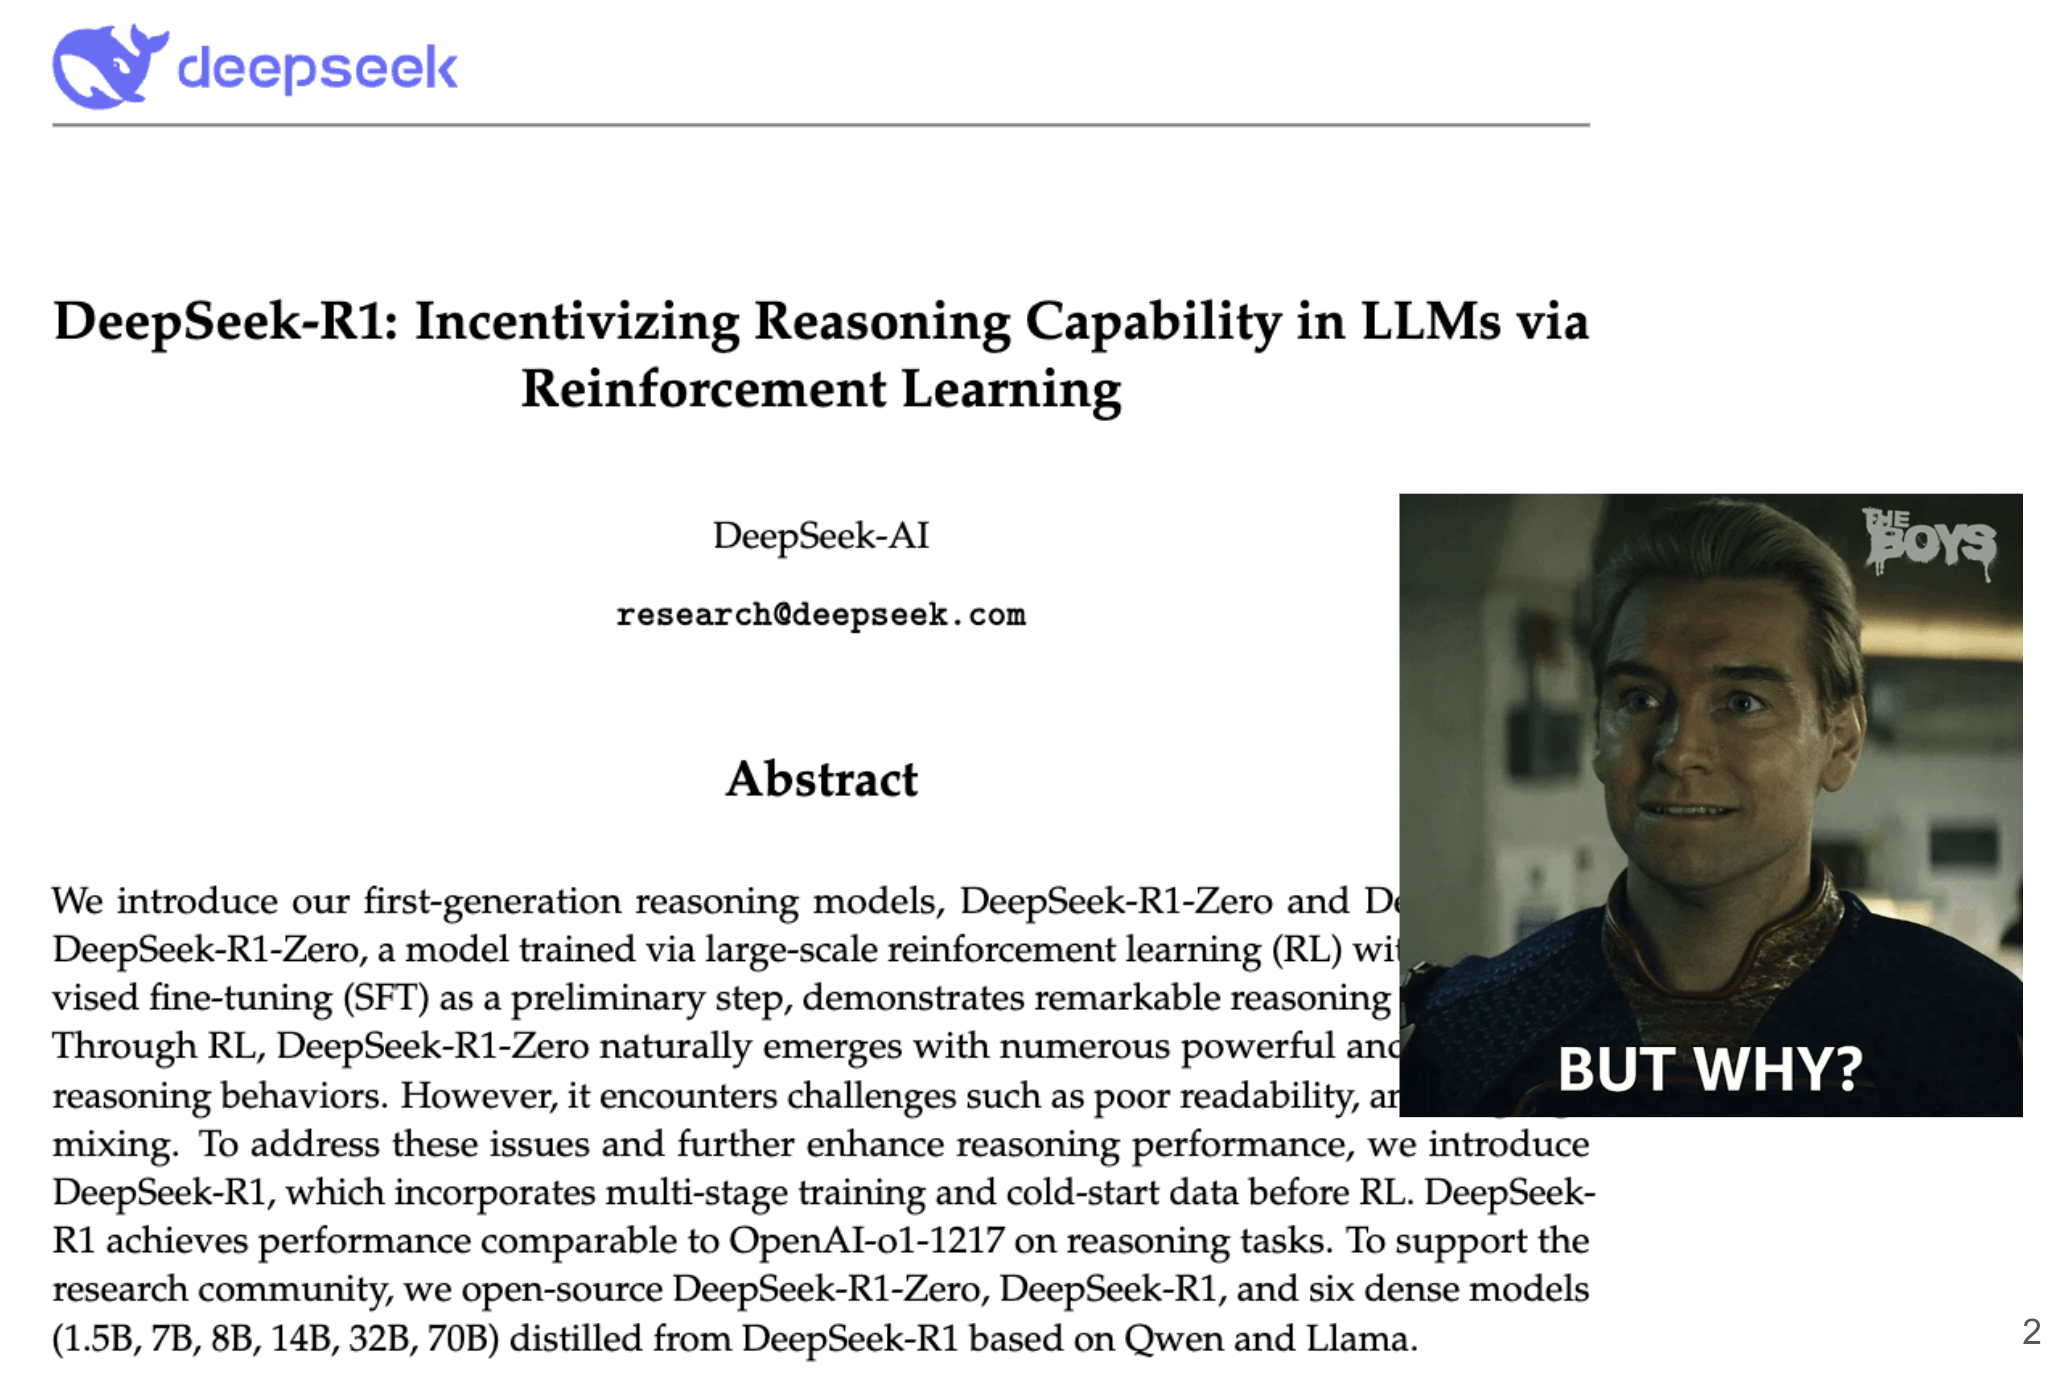 deepseek
DeepSeek-R1: Incentivizing Reasoning Capability in LLMs via
Reinforcement Learning
DeepSeek-AI
research@deepseek.com
Abstract
We introduce our first-generation reasoning models, DeepSeek-R1-Zero and
DeepSeek-R1-Zero, a model trained via large-scale reinforcement learning (RL)
vised fine-tuning (SFT) as a preliminary step, demonstrates remarkable reasoning
Through RL, DeepSeek-R1-Zero naturally emerges with numerous powerful and
reasoning behaviors. However, it encounters challenges such as poor readability,
mixing. To address these issues and further enhance reasoning performance, we introduce
DeepSeek-R1, which incorporates multi-stage training and cold-start data before RL. DeepSeek-
R1 achieves performance comparable to OpenAI-o1-1217 on reasoning tasks. To support the
research community, we open-source DeepSeek-R1-Zero, DeepSeek-R1, and six dense models
(1.5B, 7B, 8B, 14B, 32B, 70B) distilled from DeepSeek-R1 based on Qwen and Llama.
THE
BOYS
BUT WHY?
2